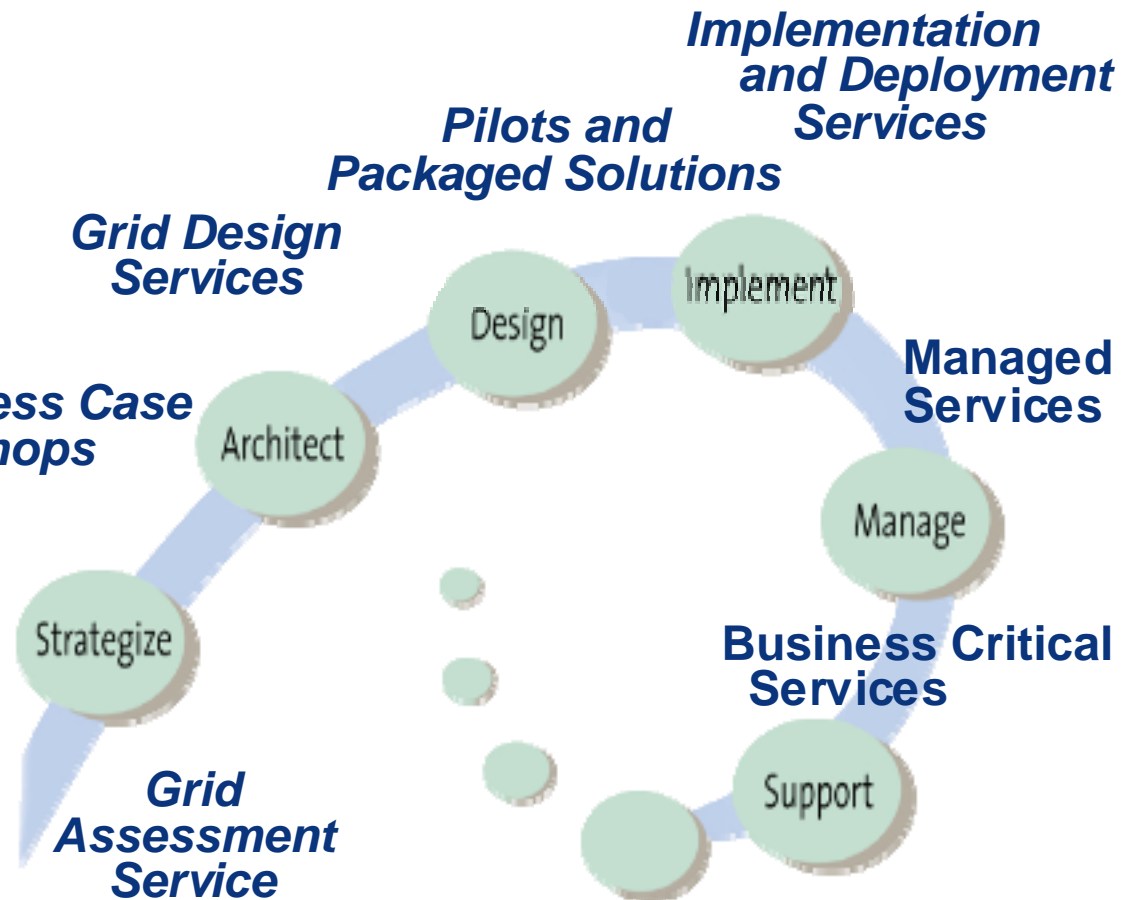 Implementation
and Deployment
Services
Pilots and
Packaged Solutions
Grid Design
Services
Implement
Design
Managed
Services
Case
Architect
Manage
Strategize
Business Critical
Services
Support
Grid
Assessment
Service